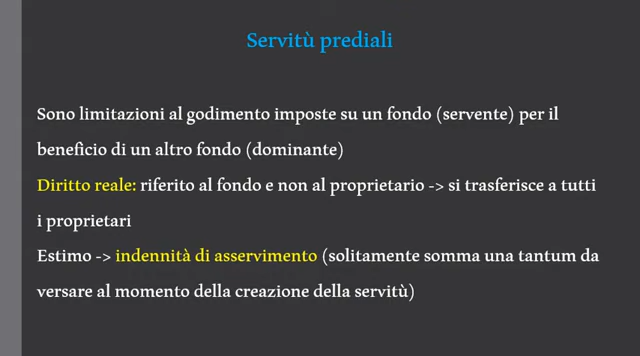 Servitù prediali
Sono limitazioni al godimento imposte su un fondo (servente) per il
beneficio di un altro fondo (dominante)
Diritto reale: riferito al fondo e non al proprietario -> si trasferisce a tutti
i proprietari
Estimo -> indennità di asservimento (solitamente somma una tantum da
versare al momento della creazione della servitù)